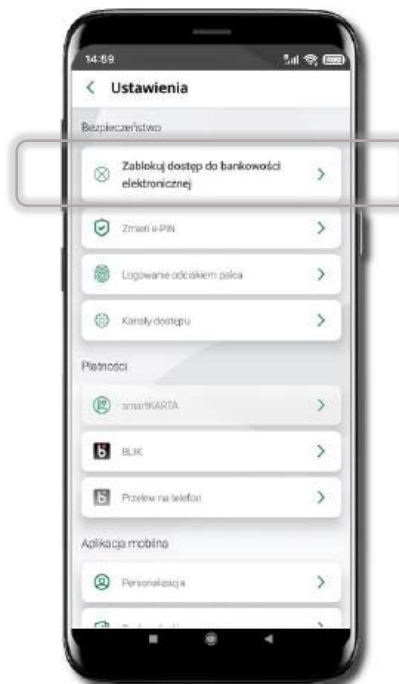 14:59
Ustawienia
Bezpieczeństwo
Zablokuj dostęp do bankowości
elektronicznej
Zmień e-PIN
Logowanie odciskiem palca
Kanały dostępu
Płatności
smartKARTA
BLIK
Przelew na telefon
Aplikacja mobilna
Personalizacja